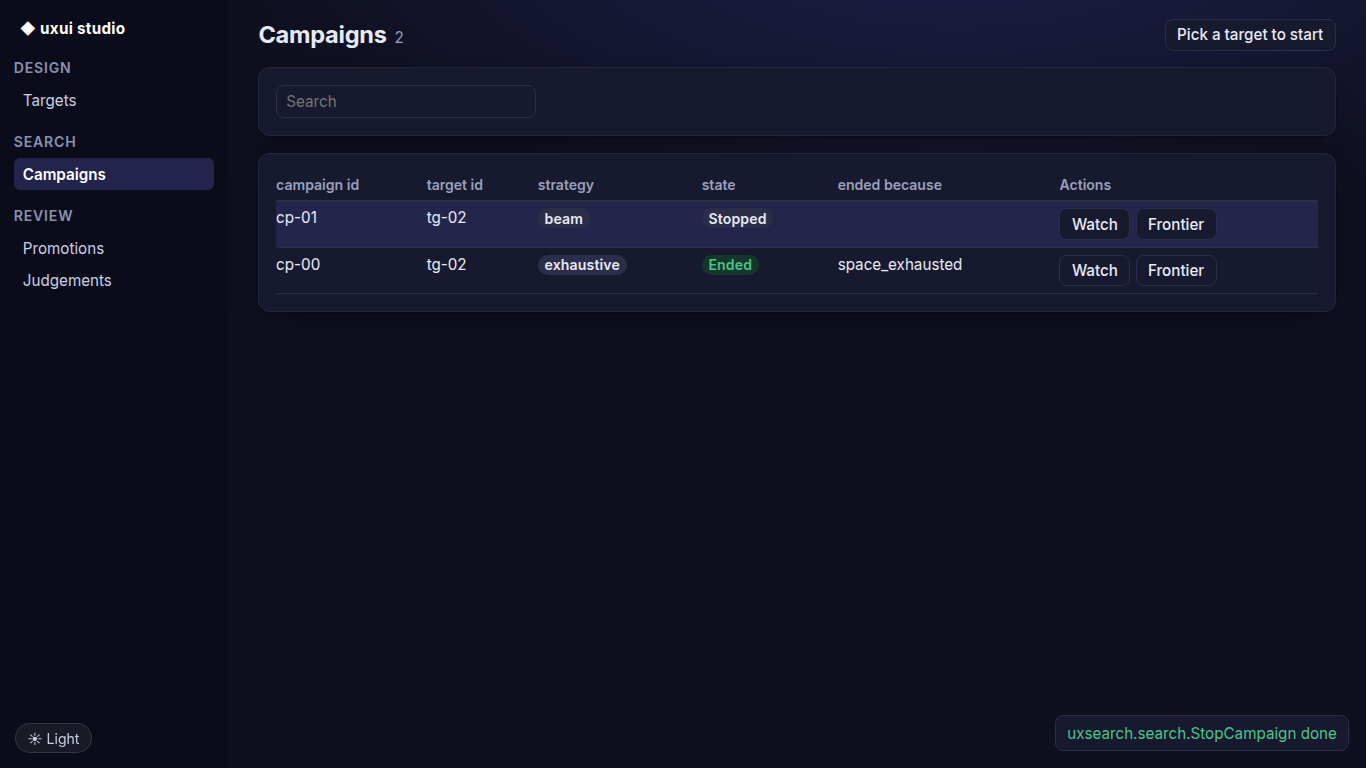 ◆ uxui studio
DESIGN
Targets
SEARCH
Campaigns
REVIEW
Promotions
Judgements
☀ Light
Campaigns 2
Pick a target to start
Search
campaign id target id strategy state ended because Actions
cp-01 tg-02 beam Stopped Watch Frontier
cp-00 tg-02 exhaustive Ended space_exhausted Watch Frontier
uxsearch.search.StopCampaign done